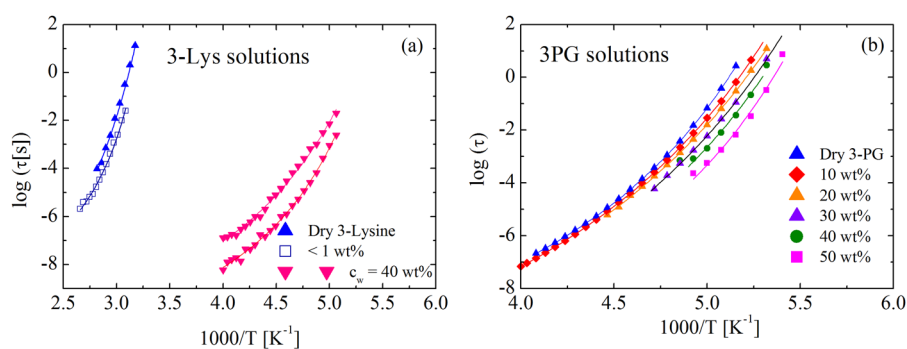 3-Lys solutions
(a)
log (τ[s])
2
0
-2
-4
-6
-8
Dry 3-Lysine
< 1 wt%
c_w = 40 wt%
2.5 3.0 3.5 4.0 4.5 5.0 5.5 6.0
1000/T [K⁻¹]
3PG solutions
(b)
log (τ)
2
0
-2
-4
-6
-8
Dry 3-PG
10 wt%
20 wt%
30 wt%
40 wt%
50 wt%
4.0 4.5 5.0 5.5 6.0
1000/T [K⁻¹]